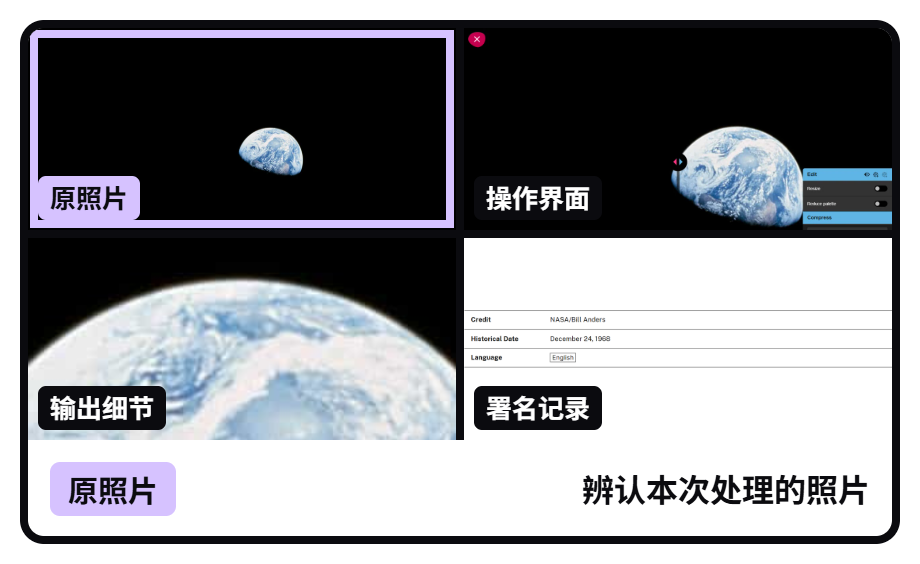 原照片
操作界面
Edit
Resize
Reduce palette
Compress
输出细节
Credit NASA/Bill Anders
Historical Date December 24, 1968
Language English
署名记录
原照片
辨认本次处理的照片